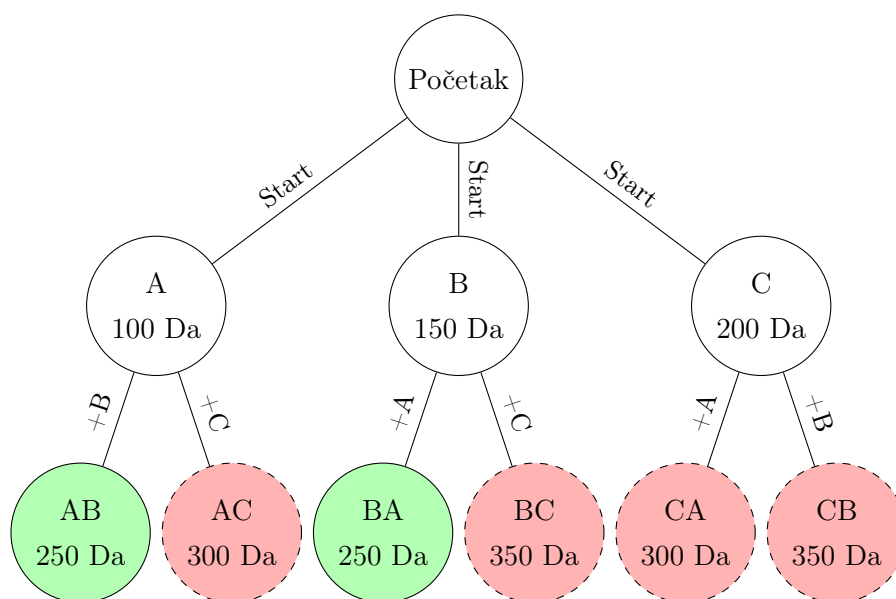 Početak
Start
Start
Start
A
100 Da
B
150 Da
C
200 Da
+B
+C
+A
+C
+A
+B
AB
250 Da
AC
300 Da
BA
250 Da
BC
350 Da
CA
300 Da
CB
350 Da